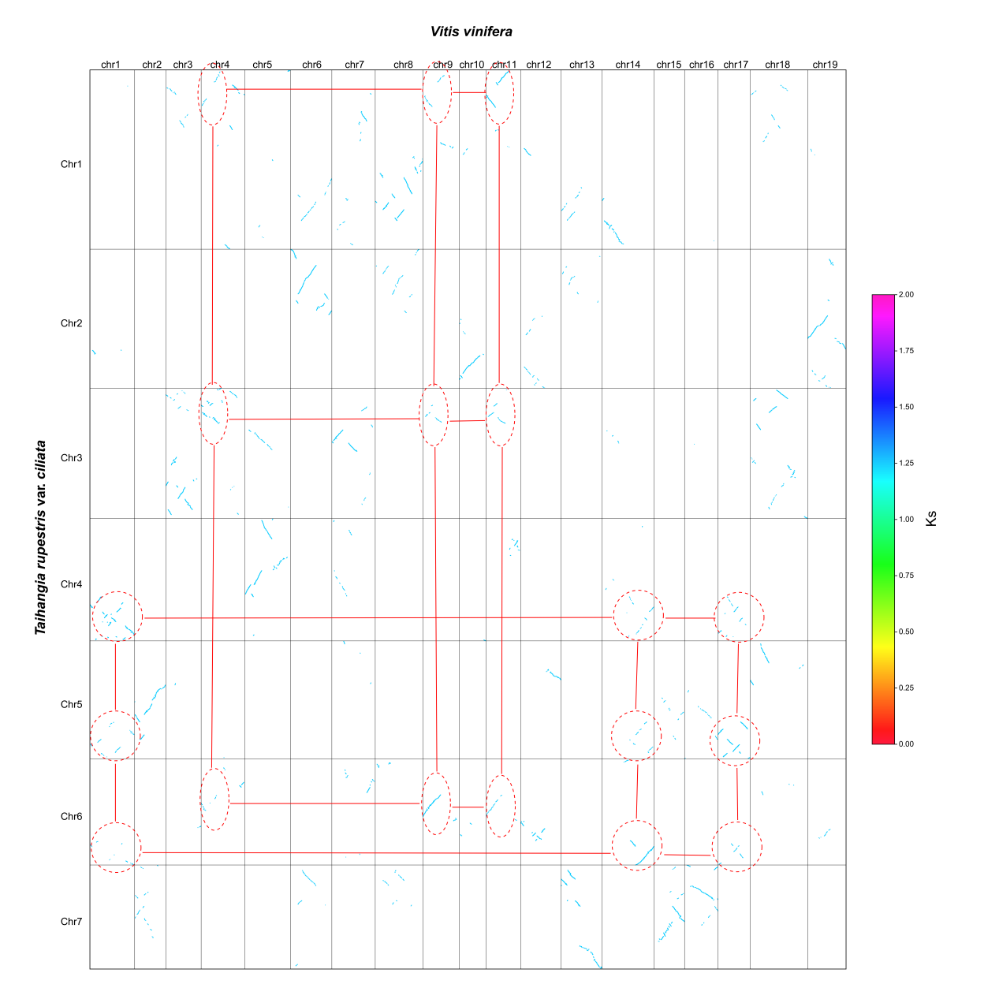 Vitis vinifera
chr1 chr2 chr3 chr4 chr5 chr6 chr7 chr8 chr9 chr10 chr11 chr12 chr13 chr14 chr15 chr16 chr17 chr18 chr19
Chr1
Chr2
Chr3
Chr4
Chr5
Chr6
Chr7
Taihangia rupestris var. ciliata
2.00
1.75
1.50
1.25
1.00
0.75
0.50
0.25
0.00
Ks